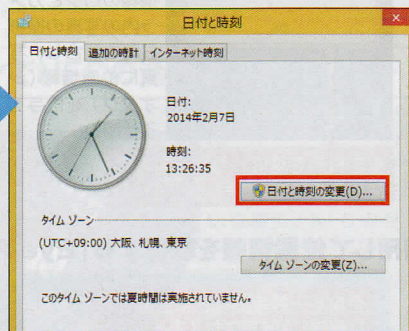 日付と時刻
日付と時刻 追加の時計 インターネット時刻
日付:
2014年2月7日
時刻:
13:26:35
日付と時刻の変更(D)...
タイム ゾーン
(UTC+09:00) 大阪、札幌、東京
タイム ゾーンの変更(Z)...
このタイム ゾーンでは夏時間は実施されていません。